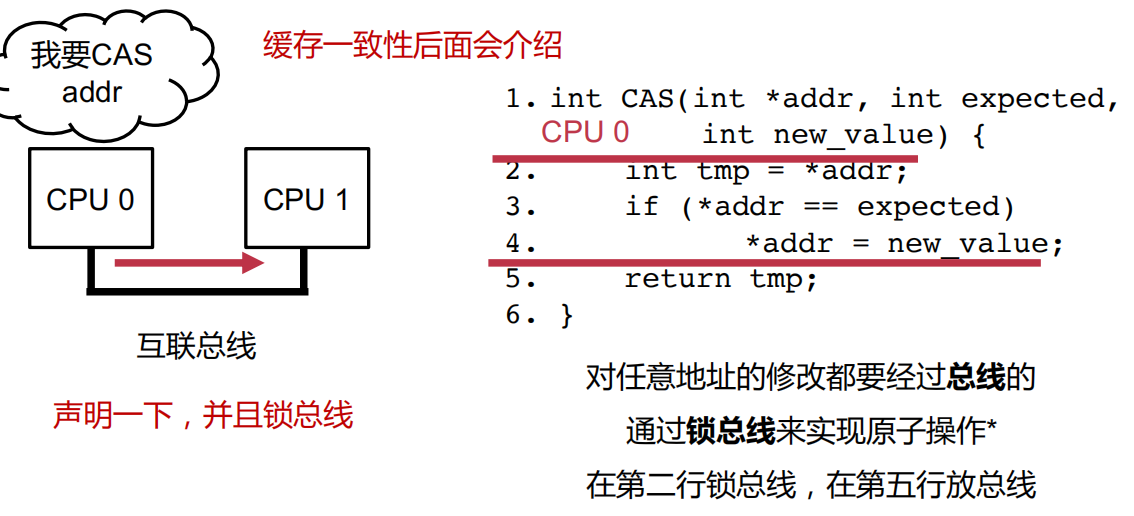 我要CAS
addr
缓存一致性后面会介绍
CPU 0
CPU 1
互联总线
声明一下，并且锁总线
1. int CAS(int *addr, int expected,
CPU 0 int new_value) {
2. int tmp = *addr;
3. if (*addr == expected)
4. *addr = new_value;
5. return tmp;
6. }
对任意地址的修改都要经过总线的
通过锁总线来实现原子操作*
在第二行锁总线，在第五行放总线